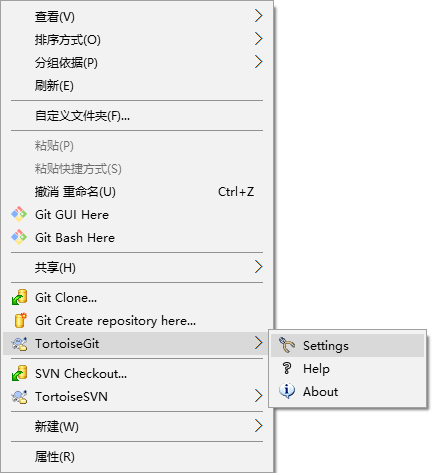 查看(V)
排序方式(O)
分组依据(P)
刷新(E)
自定义文件夹(F)...
粘贴(P)
粘贴快捷方式(S)
撤消 重命名(U) Ctrl+Z
Git GUI Here
Git Bash Here
共享(H)
Git Clone...
Git Create repository here...
TortoiseGit
Settings
Help
About
SVN Checkout...
TortoiseSVN
新建(W)
属性(R)